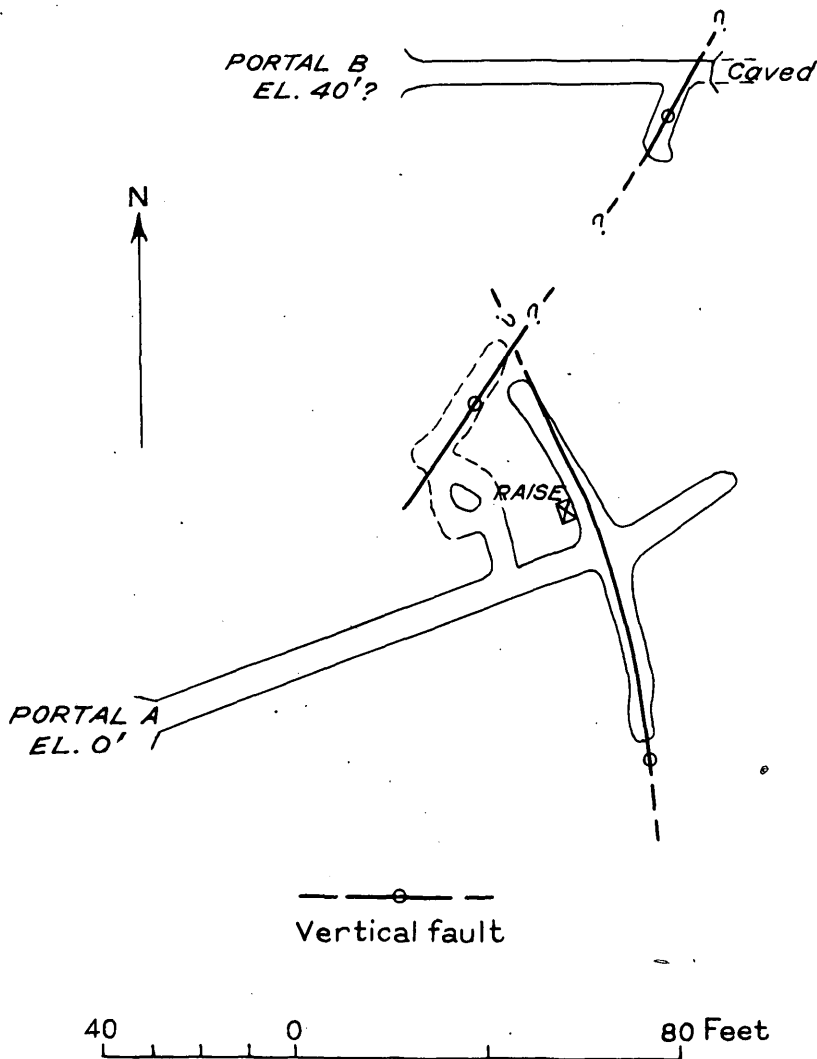 ?
PORTAL B
EL. 40'?
Caved
N
?
? ?
RAISE
PORTAL A
EL. 0'
Vertical fault
40 0 80 Feet